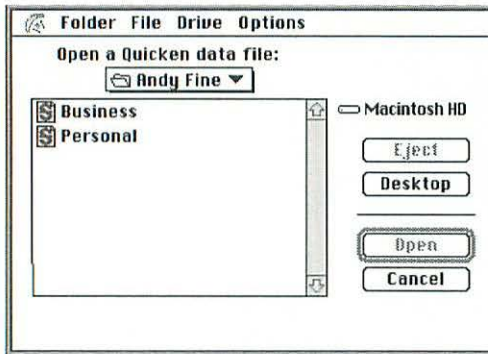 Folder File Drive Options
Open a Quicken data file:
Andy Fine
Business
Personal
Macintosh HD
Eject
Desktop
Open
Cancel